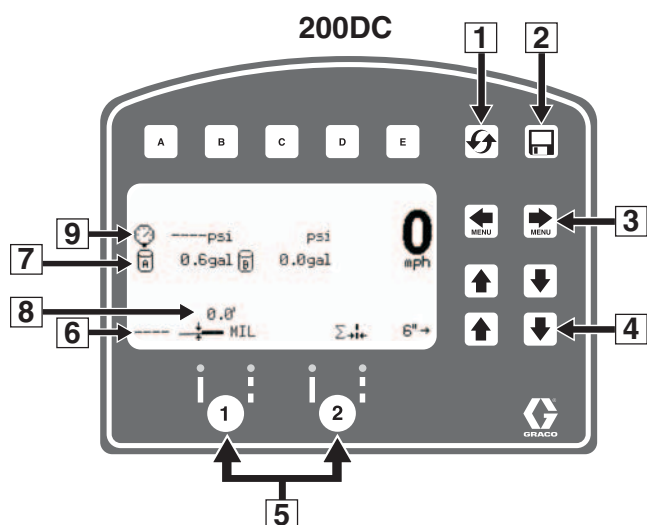 200DC
1 2
A B C D E
MENU MENU
3
9 ----psi psi 0
7 A 0.6gal B 0.0gal mph
8 0.0'
6 ---- MIL Σ 6"→
4
1 2
GRACO
5